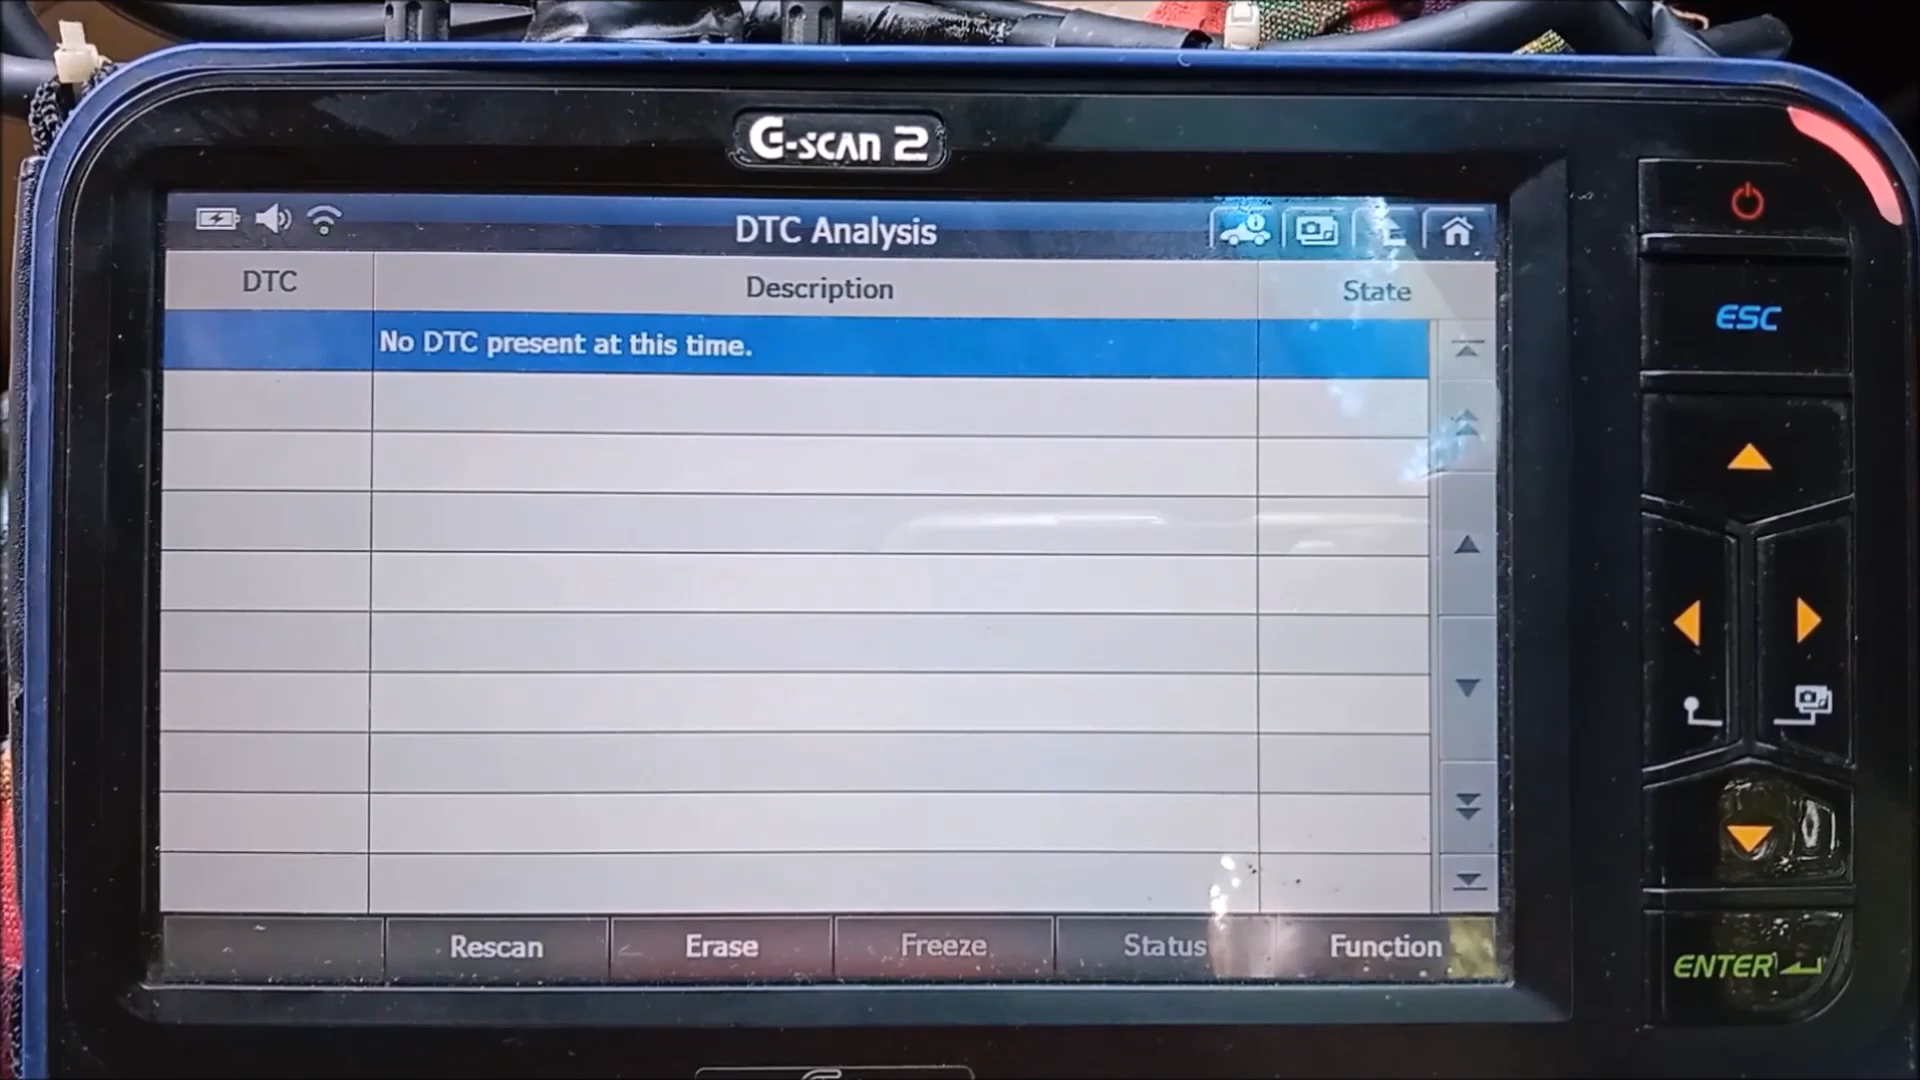 G-scan 2
DTC Analysis
DTC Description State
No DTC present at this time.
Rescan Erase Freeze Status Function
ESC
ENTER